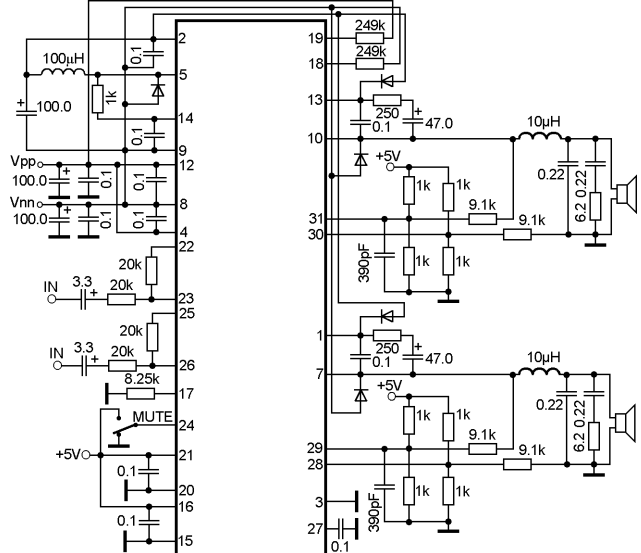 2
0.1
100µH
5
+
100.0
1k
14
0.1
9
Vpp
12
100.0
+
0.1
0.1
Vnn
8
100.0
+
0.1
0.1
4
22
20k
IN
3.3
+
20k
23
25
20k
IN
3.3
+
20k
26
8.25k
17
MUTE
24
+5V
21
0.1
20
16
0.1
15
19
249k
249k
18
13
250
+
0.1
47.0
10
10µH
+5V
0.22
6.2
0.22
1k
1k
31
9.1k
30
9.1k
390pF
1k
1k
1
250
+
0.1
47.0
7
10µH
+5V
0.22
6.2
0.22
1k
1k
29
9.1k
28
9.1k
390pF
1k
1k
3
27
0.1